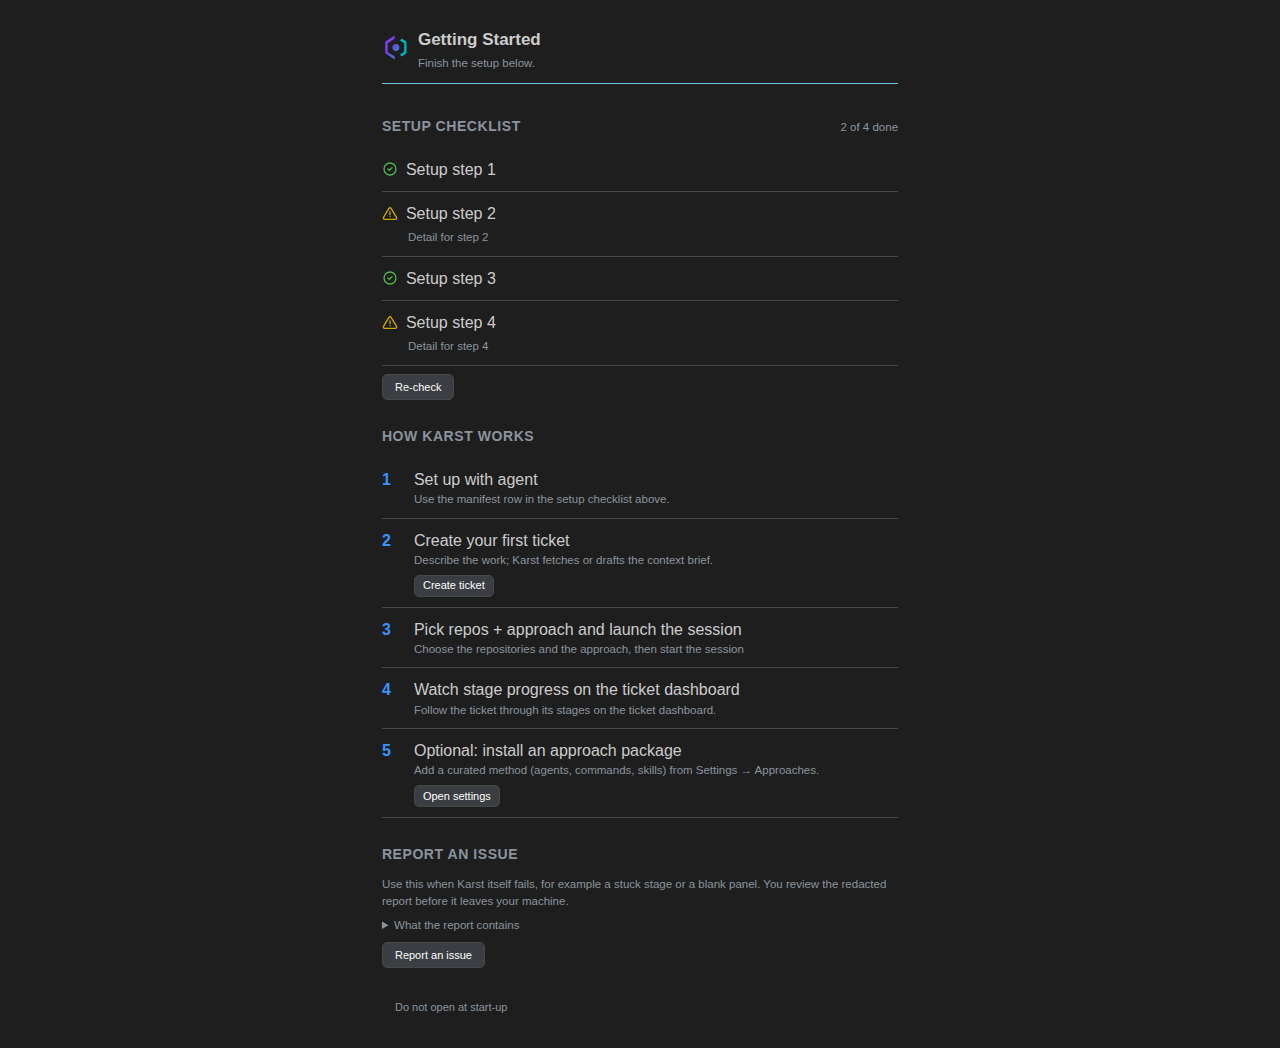 Getting Started
Finish the setup below.
SETUP CHECKLIST
2 of 4 done
Setup step 1
Setup step 2
Detail for step 2
Setup step 3
Setup step 4
Detail for step 4
Re-check
HOW KARST WORKS
1 Set up with agent
Use the manifest row in the setup checklist above.
2 Create your first ticket
Describe the work; Karst fetches or drafts the context brief.
Create ticket
3 Pick repos + approach and launch the session
Choose the repositories and the approach, then start the session
4 Watch stage progress on the ticket dashboard
Follow the ticket through its stages on the ticket dashboard.
5 Optional: install an approach package
Add a curated method (agents, commands, skills) from Settings → Approaches.
Open settings
REPORT AN ISSUE
Use this when Karst itself fails, for example a stuck stage or a blank panel. You review the redacted
report before it leaves your machine.
What the report contains
Report an issue
Do not open at start-up